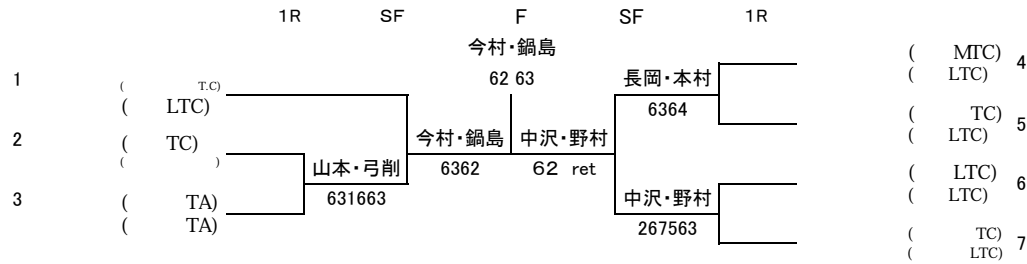 1R SF F SF 1R
今村・鍋島
62 63
1 ( T.C)
( LTC)
2 ( TC)
( )
3 ( TA)
( TA)
山本・弓削
631663
今村・鍋島
6362
中沢・野村
62 ret
長岡・本村
6364
中沢・野村
267563
( MTC) 4
( LTC)
( TC) 5
( LTC)
( LTC) 6
( LTC)
( TC) 7
( LTC)